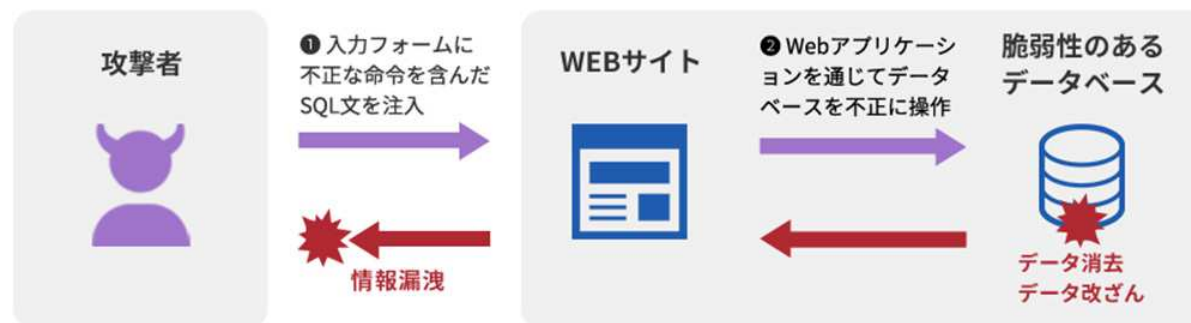 攻撃者
❶ 入力フォームに
不正な命令を含んだ
SQL文を注入
WEBサイト
❷ Webアプリケーシ
ョンを通じてデータ
ベースを不正に操作
脆弱性のある
データベース
情報漏洩
データ消去
データ改ざん